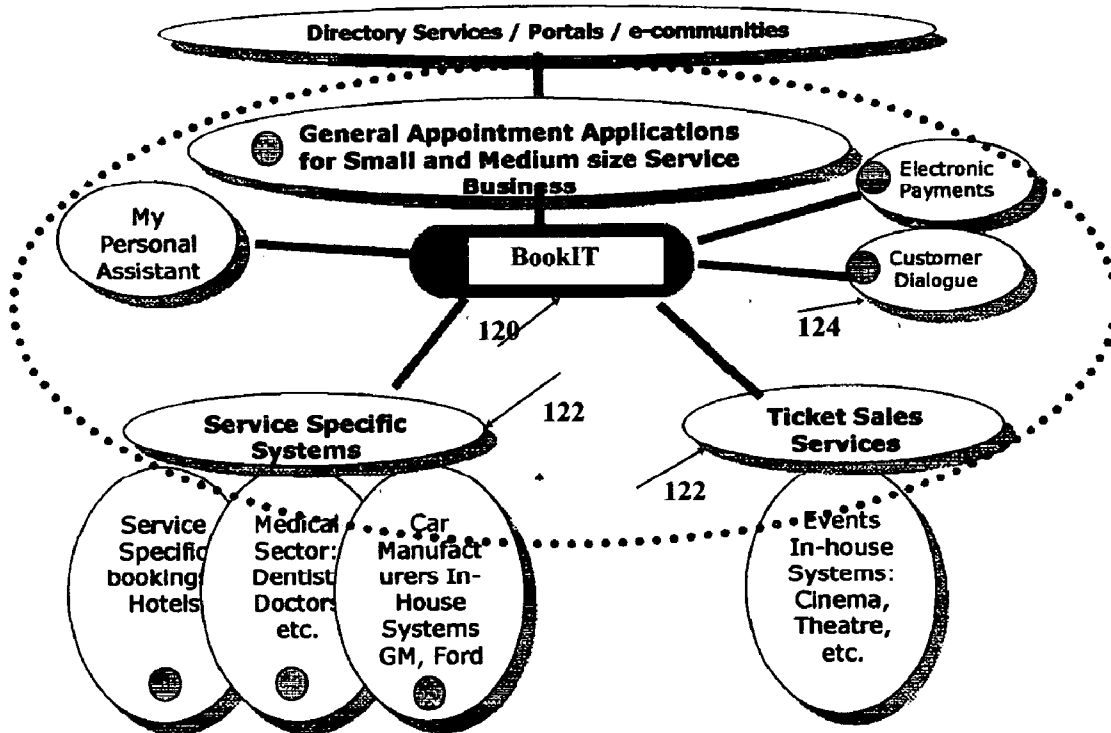 Directory Services / Portals / e-communities
General Appointment Applications
for Small and Medium size Service
Business
Electronic
Payments
My
Personal
Assistant
BookIT
Customer
Dialogue
120
124
122
Service Specific
Systems
Ticket Sales
Services
122
Service
Specific
bookings
Hotels
Medical
Sector:
Dentist
Doctors
etc.
Car
Manufact
urers In-
House
Systems
GM, Ford
Events
In-house
Systems:
Cinema,
Theatre,
etc.